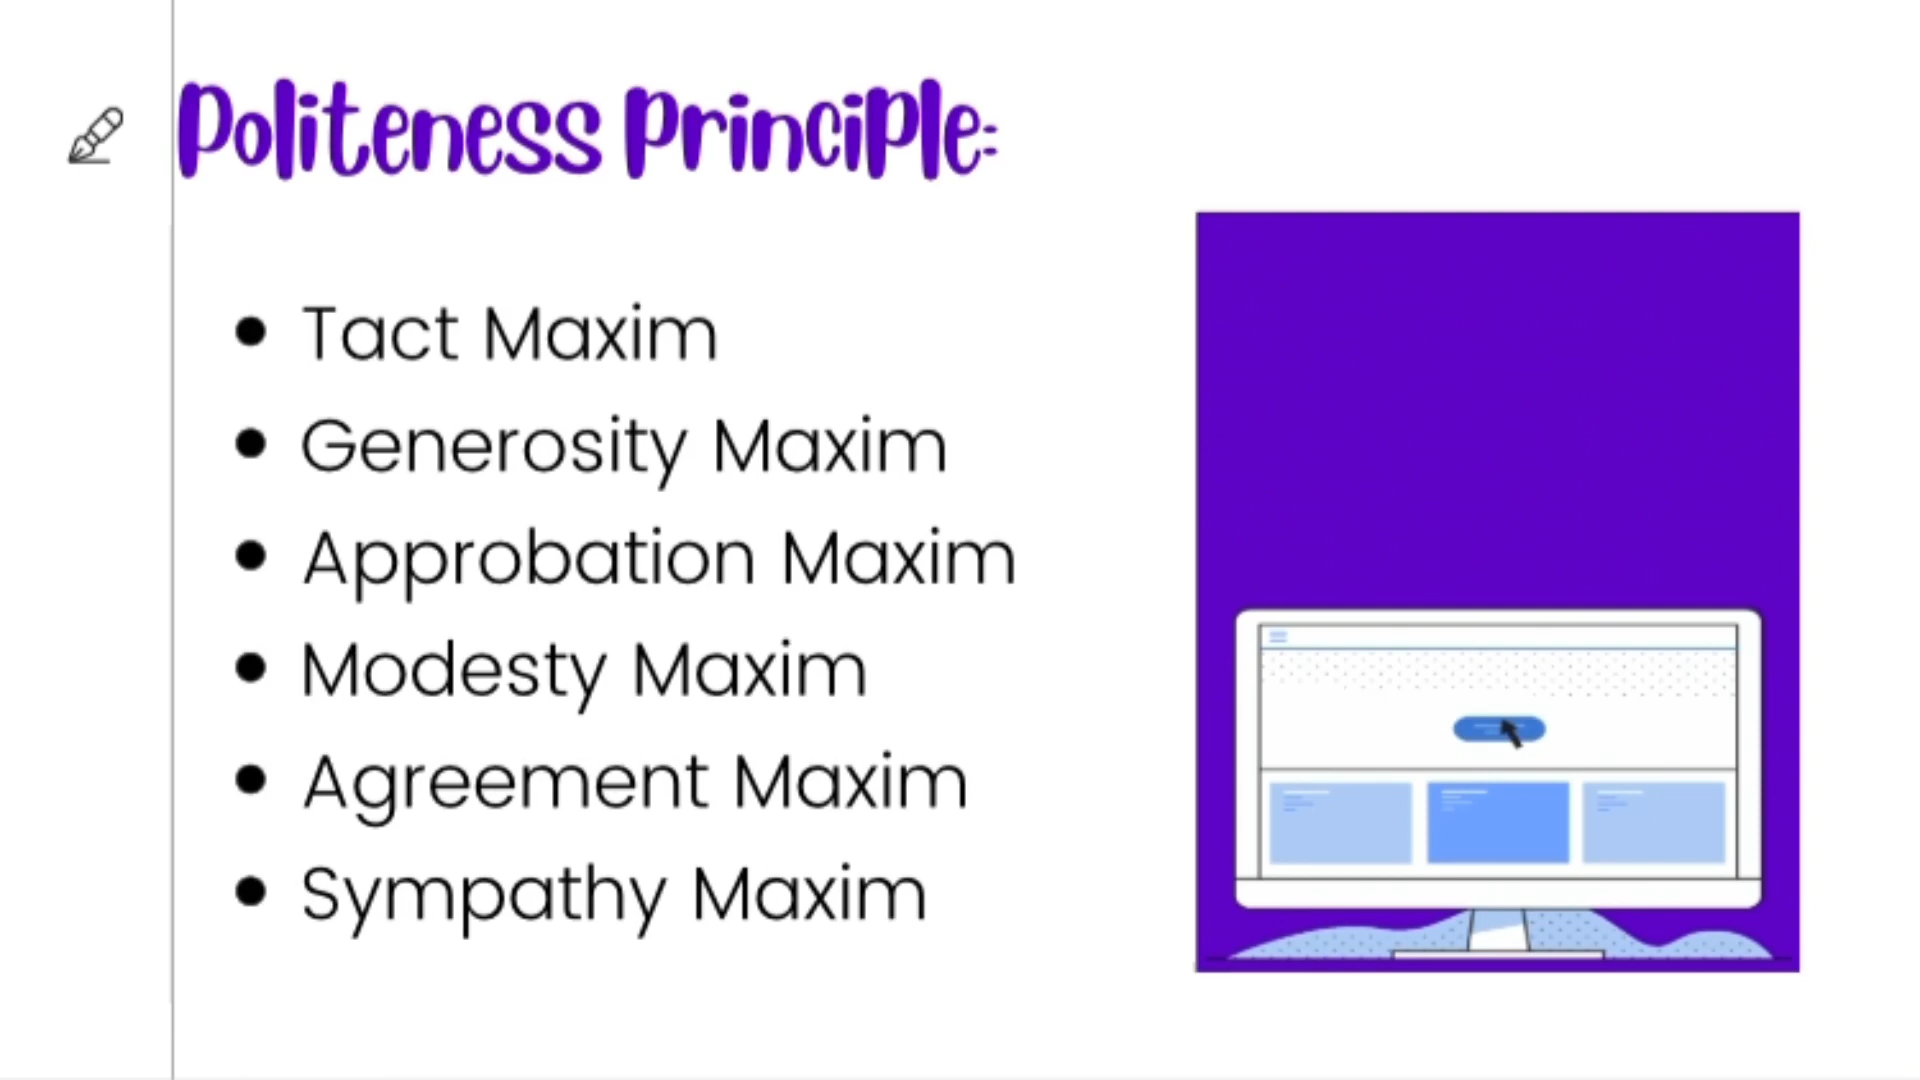 Politeness Principle:
• Tact Maxim
• Generosity Maxim
• Approbation Maxim
• Modesty Maxim
• Agreement Maxim
• Sympathy Maxim